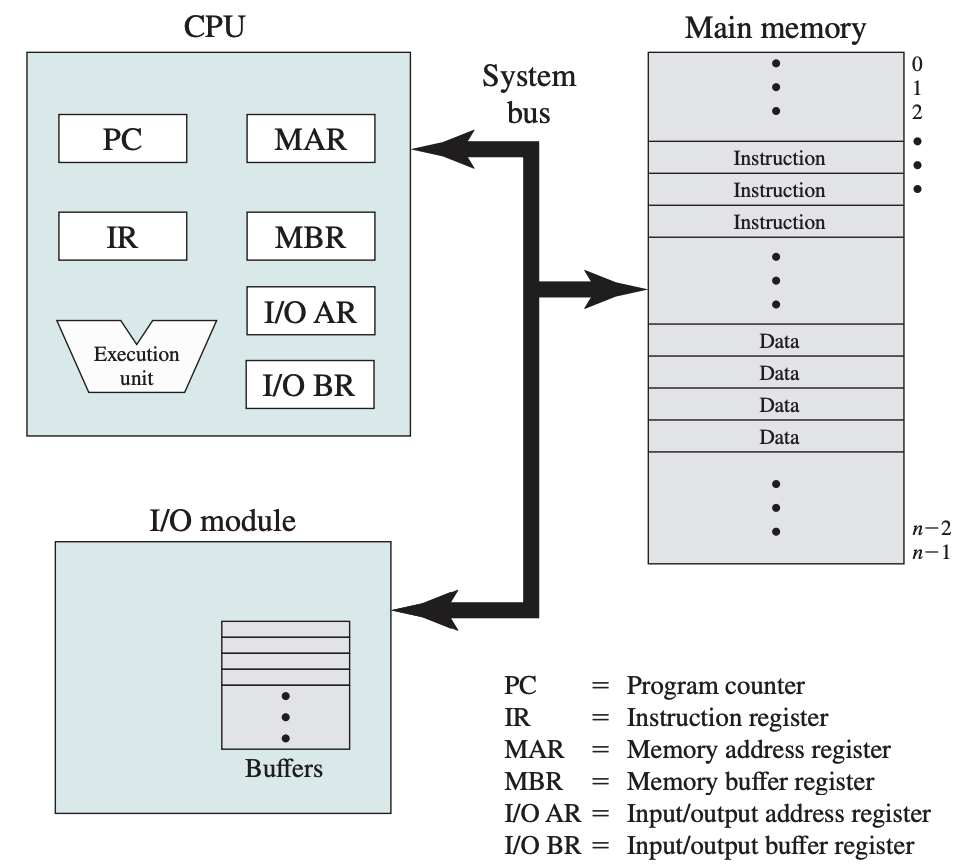 CPU
PC
MAR
IR
MBR
I/O AR
Execution
unit
I/O BR
System
bus
Main memory
0
1
2
Instruction
Instruction
Instruction
Data
Data
Data
Data
n−2
n−1
I/O module
Buffers
PC = Program counter
IR = Instruction register
MAR = Memory address register
MBR = Memory buffer register
I/O AR = Input/output address register
I/O BR = Input/output buffer register